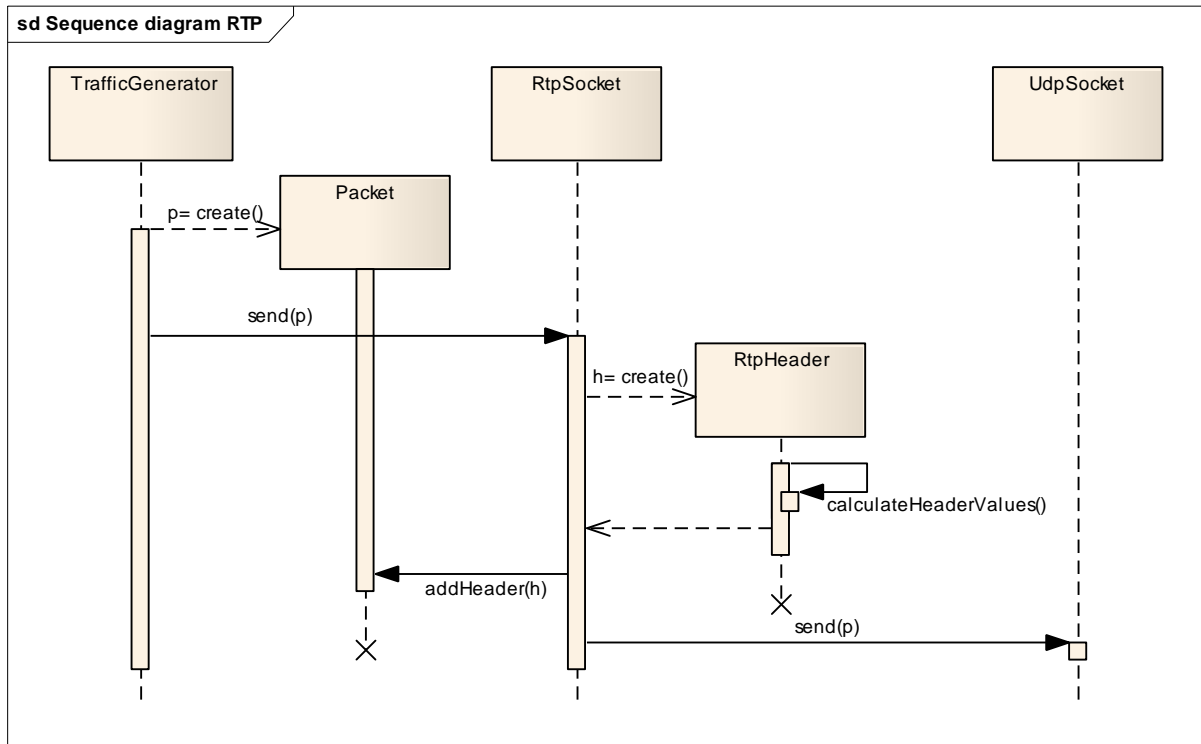 sd Sequence diagram RTP
TrafficGenerator
RtpSocket
UdpSocket
Packet
p= create()
send(p)
RtpHeader
h= create()
calculateHeaderValues()
addHeader(h)
send(p)